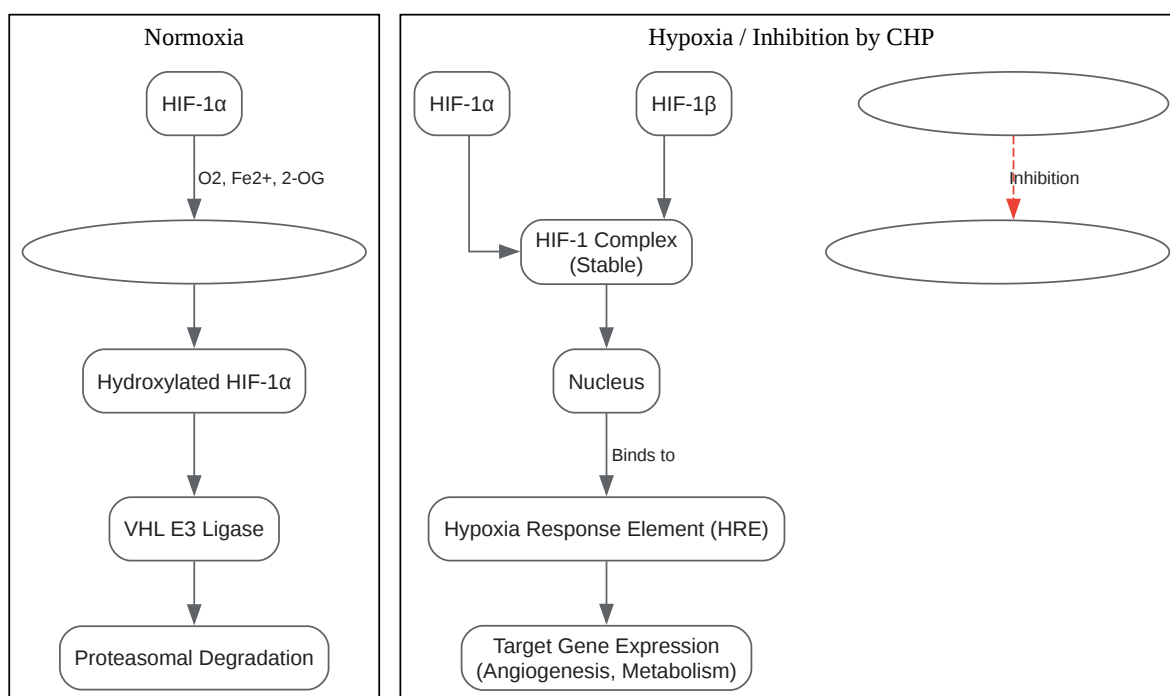 Normoxia
HIF-1α
O2, Fe2+, 2-OG
Hydroxylated HIF-1α
VHL E3 Ligase
Proteasomal Degradation
Hypoxia / Inhibition by CHP
HIF-1α
HIF-1β
Inhibition
HIF-1 Complex
(Stable)
Nucleus
Binds to
Hypoxia Response Element (HRE)
Target Gene Expression
(Angiogenesis, Metabolism)